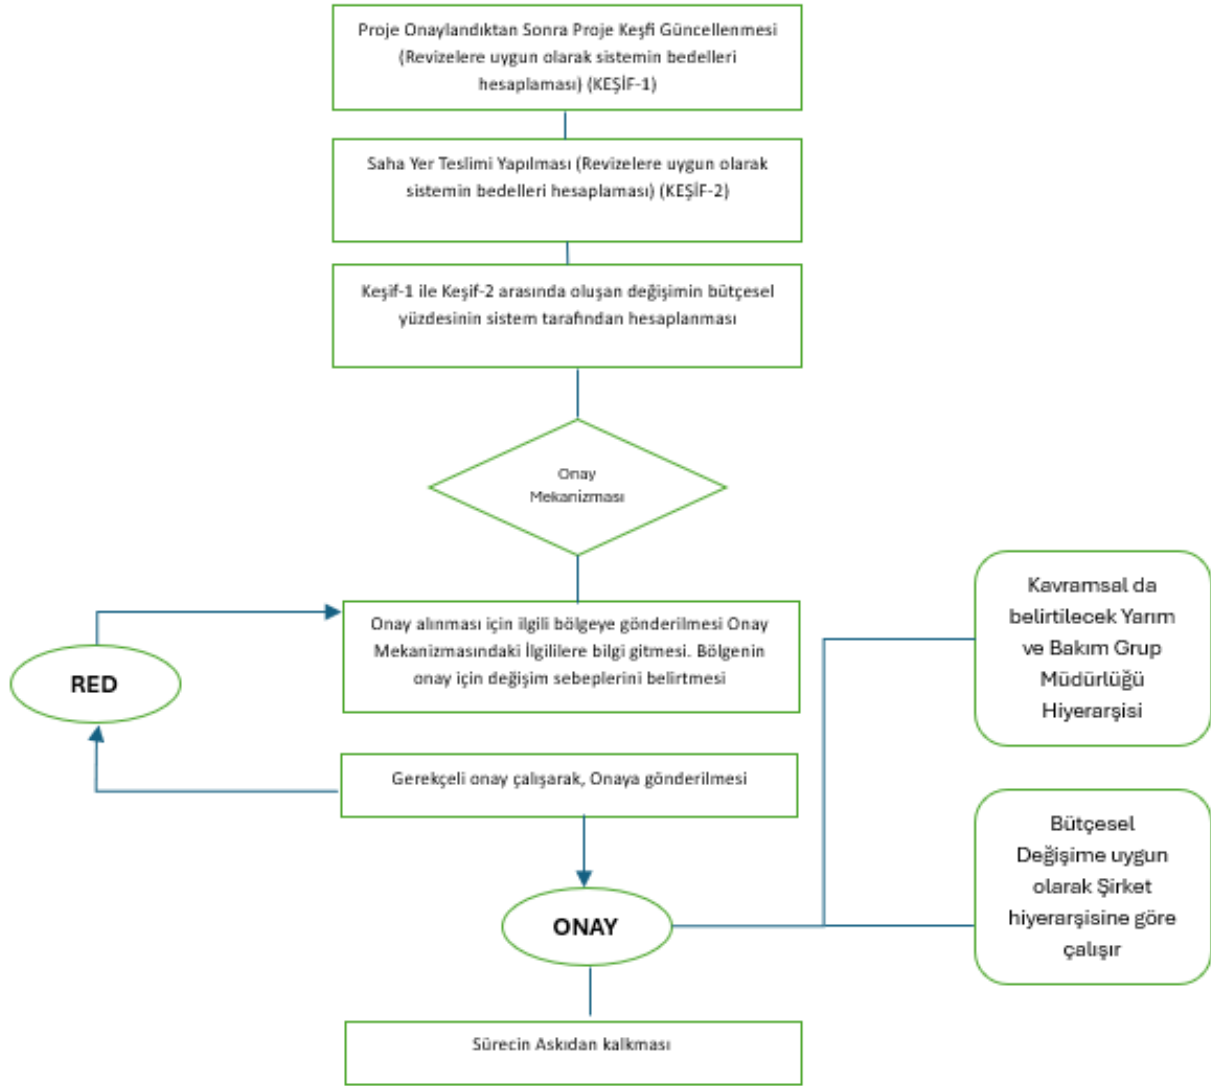 Proje Onaylandıktan Sonra Proje Keşfi Güncellenmesi
(Revizelere uygun olarak sistemin bedelleri
hesaplaması) (KEŞİF-1)
Saha Yer Teslimi Yapılması (Revizelere uygun olarak
sistemin bedelleri hesaplaması) (KEŞİF-2)
Keşif-1 ile Keşif-2 arasında oluşan değişimin bütçesel
yüzdesinin sistem tarafından hesaplanması
Onay
Mekanizması
Onay alınması için ilgili bölgeye gönderilmesi Onay
Mekanizmasındaki İlgililere bilgi gitmesi. Bölgenin
onay için değişim sebeplerini belirtmesi
RED
Kavramsal da
belirtilecek Yarım
ve Bakım Grup
Müdürlüğü
Hiyerarşisi
Gerekçeli onay çalışarak, Onaya gönderilmesi
Bütçesel
Değişime uygun
olarak Şirket
hiyerarşisine göre
çalışır
ONAY
Sürecin Askıdan kalkması